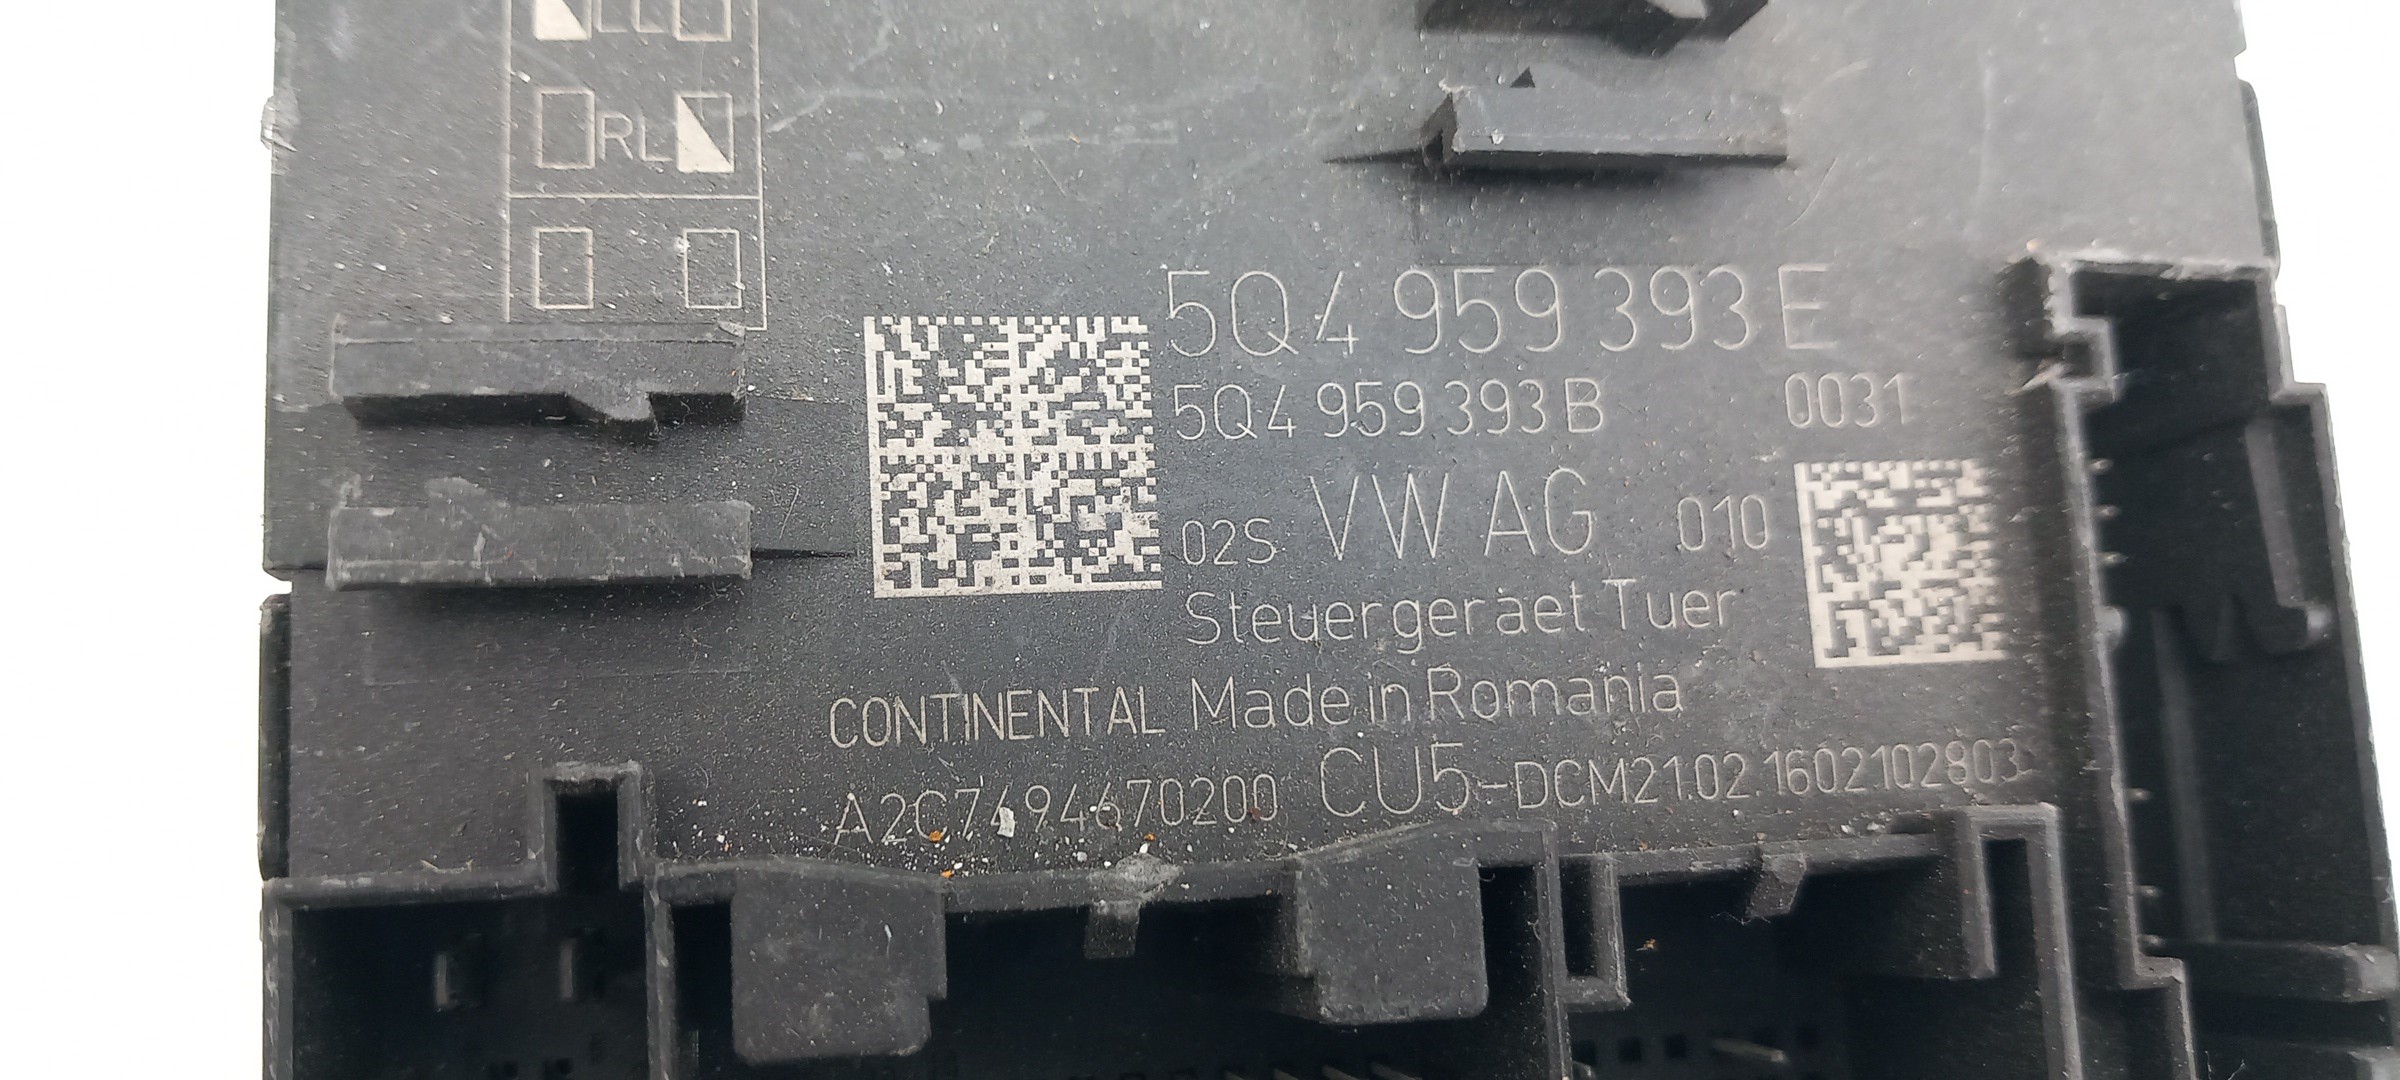 RL
5Q4 959 393 E
5Q4 959 393 B 0031
02S VW AG 010
Steuergeraet Tuer
CONTINENTAL Made in Romania
A2C7494670200 CU5-DCM21.02 1602102803